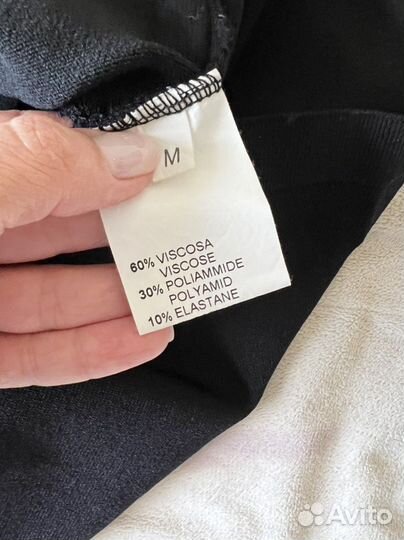 M
60% VISCOSA
VISCOSE
30% POLIAMMIDE
POLYAMID
10% ELASTANE
Avito